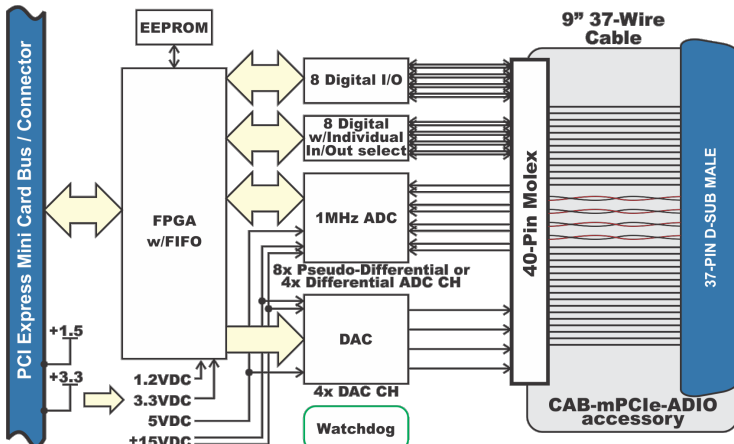 PCI Express Mini Card Bus / Connector
EEPROM
FPGA
w/FIFO
8 Digital I/O
8 Digital
w/Individual
In/Out select
1MHz ADC
8x Pseudo-Differential or
4x Differential ADC CH
DAC
4x DAC CH
Watchdog
+1.5
+3.3
1.2VDC
3.3VDC
5VDC
±15VDC
40-Pin Molex
9” 37-Wire
Cable
37-PIN D-SUB MALE
CAB-mPCIe-ADIO
accessory